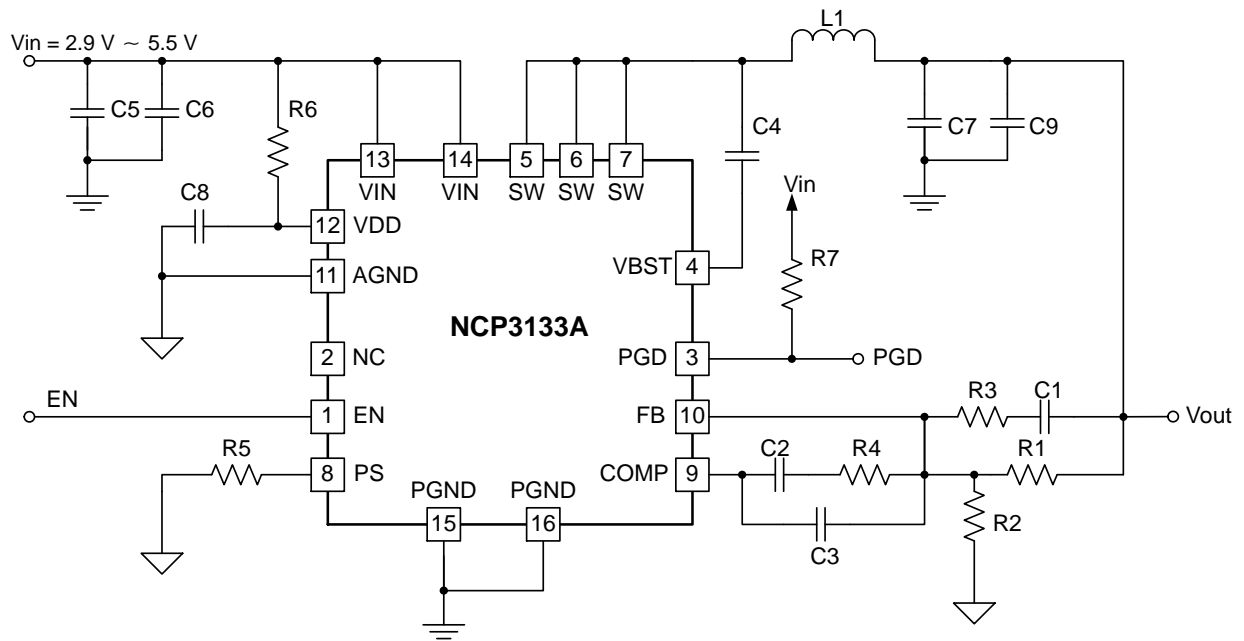 L1
Vin = 2.9 V ~ 5.5 V
C5
C6
R6
C4
C7
C9
13
14
5
6
7
VIN
VIN
SW
SW
SW
C8
Vin
12
VDD
VBST
4
R7
11
AGND
NCP3133A
2
NC
PGD
3
PGD
EN
1
EN
FB
10
R3
C1
Vout
R5
8
PS
COMP
9
C2
R4
R1
PGND
PGND
15
16
C3
R2